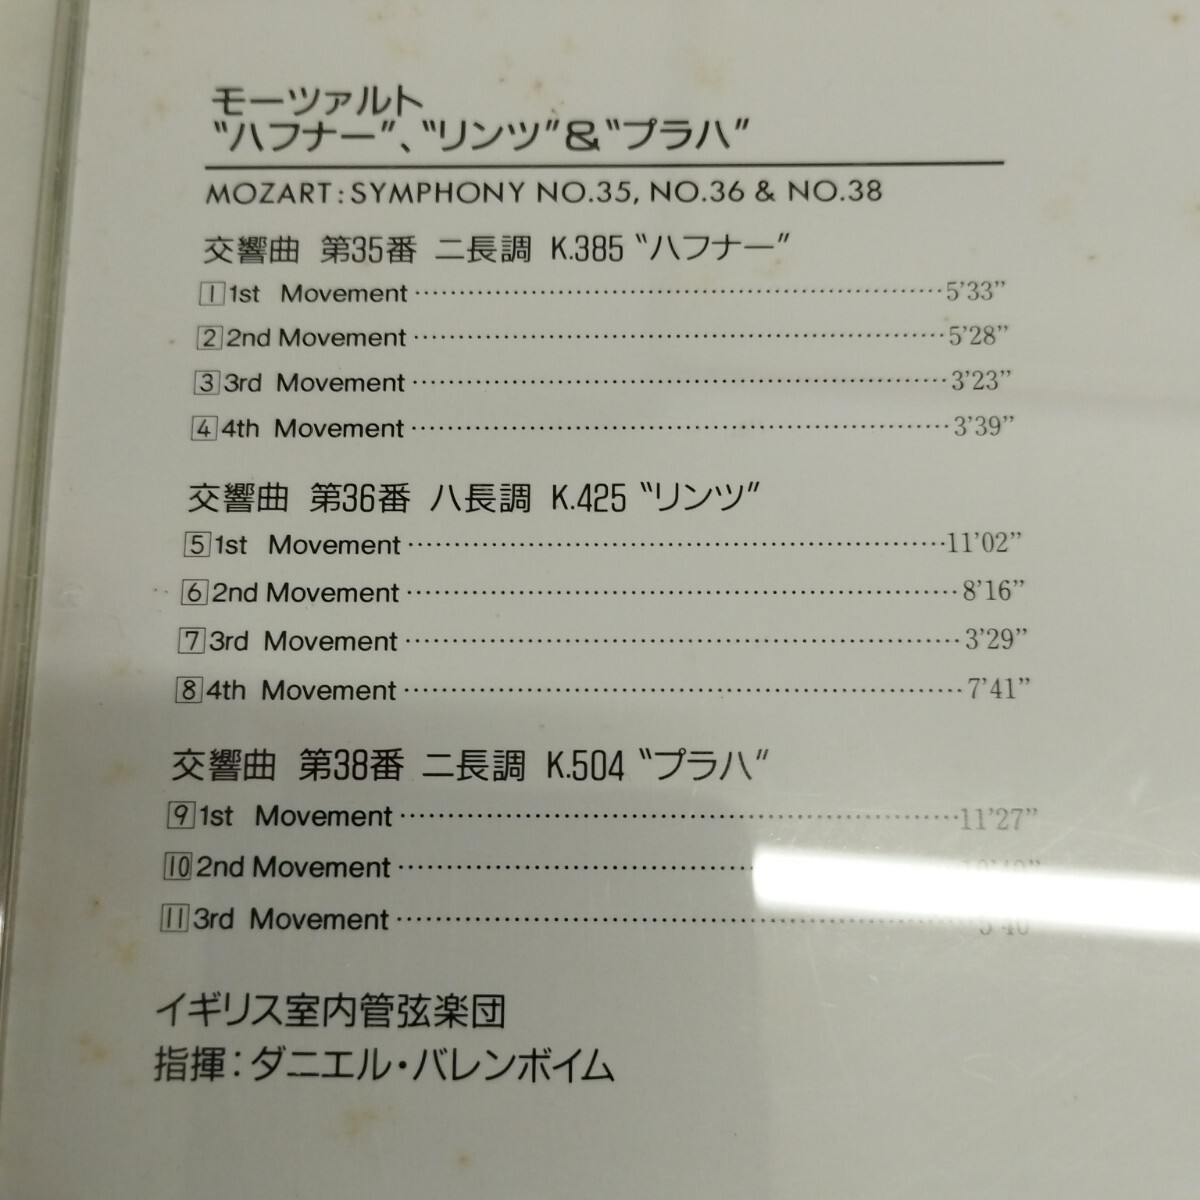 モーツァルト
“ハフナー”、“リンツ”&“プラハ”
MOZART: SYMPHONY NO.35, NO.36 & NO.38
交響曲 第35番 ニ長調 K.385 “ハフナー”
1 1st Movement 5'33”
2 2nd Movement 5'28”
3 3rd Movement 3'23”
4 4th Movement 3'39”
交響曲 第36番 ハ長調 K.425 “リンツ”
5 1st Movement 11'02”
6 2nd Movement 8'16”
7 3rd Movement 3'29”
8 4th Movement 7'41”
交響曲 第38番 ニ長調 K.504 “プラハ”
9 1st Movement 11'27”
10 2nd Movement
11 3rd Movement 5'40”
イギリス室内管弦楽団
指揮:ダニエル・バレンボイム